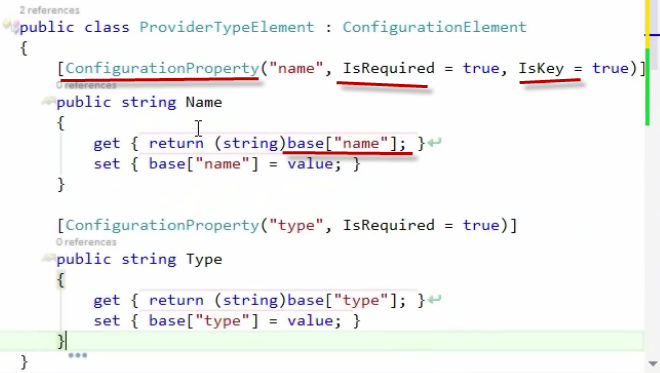 2 references
public class ProviderTypeElement : ConfigurationElement
{
[ConfigurationProperty("name", IsRequired = true, IsKey = true)]
0 references
public string Name
{
get { return (string)base["name"]; }
set { base["name"] = value; }
}
[ConfigurationProperty("type", IsRequired = true)]
0 references
public string Type
{
get { return (string)base["type"]; }
set { base["type"] = value; }
}
}